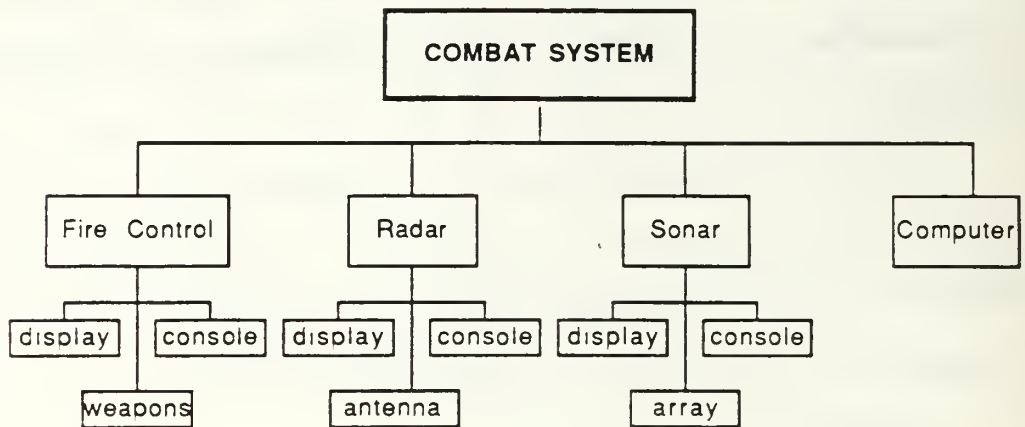 COMBAT SYSTEM
Fire Control
Radar
Sonar
Computer
display
console
display
console
display
console
weapons
antenna
array